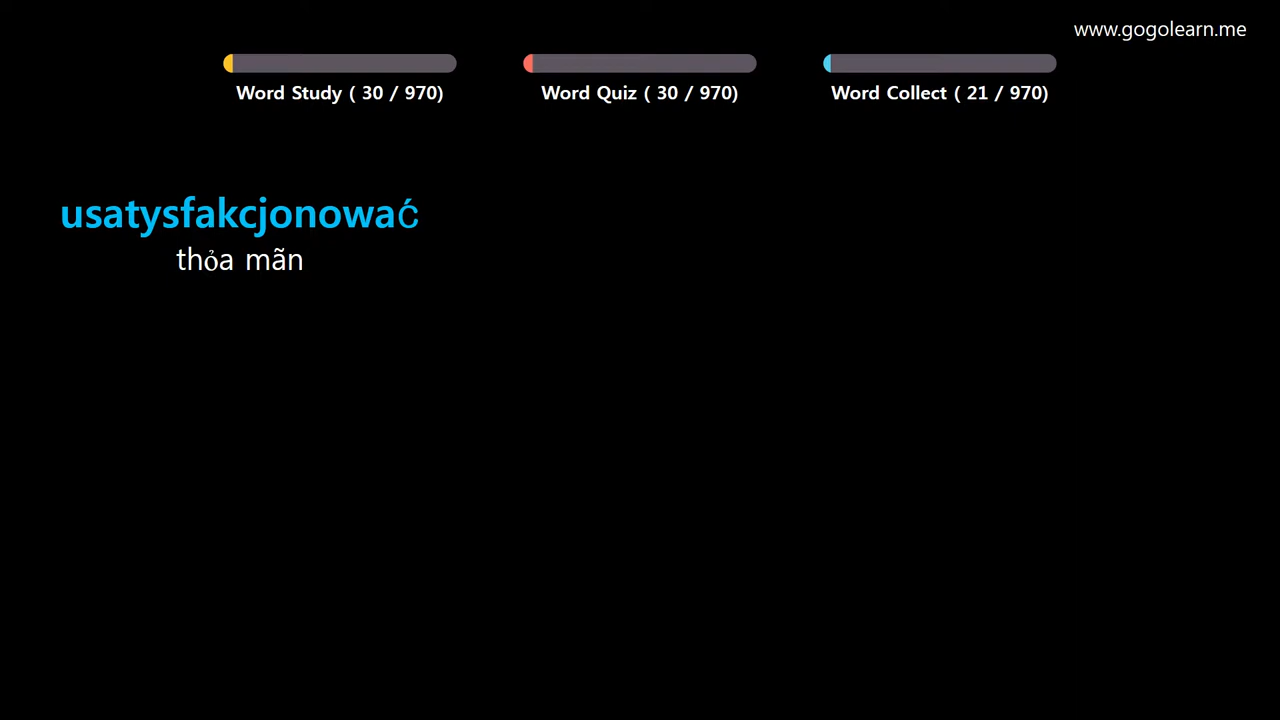 www.gogolearn.me
Word Study ( 30 / 970)
Word Quiz ( 30 / 970)
Word Collect ( 21 / 970)
usatysfakcjonować
thỏa mãn